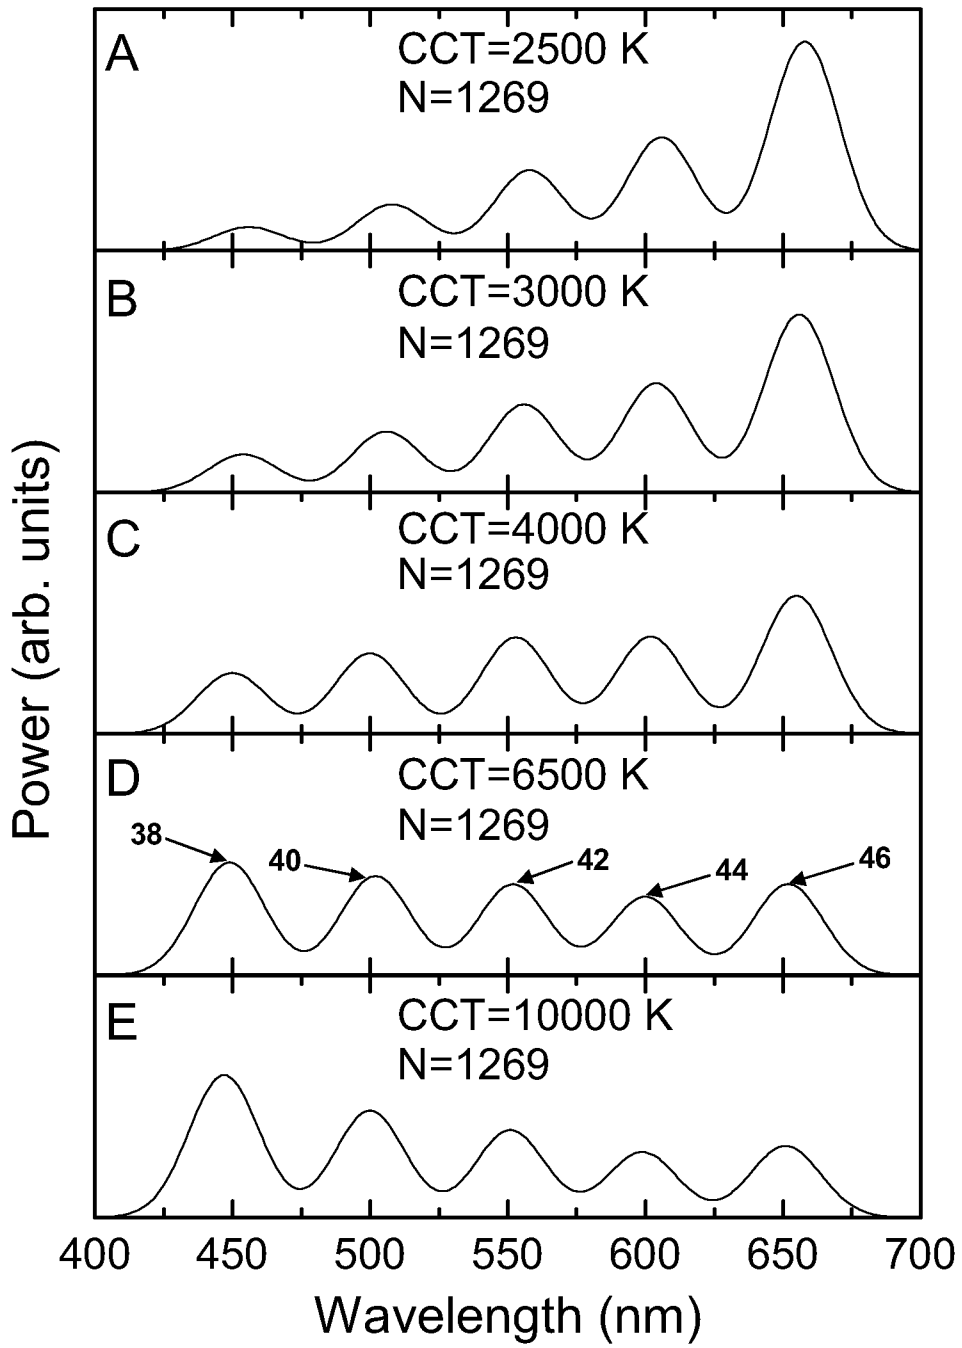 A
CCT=2500 K
N=1269
B
CCT=3000 K
N=1269
C
CCT=4000 K
N=1269
D
CCT=6500 K
N=1269
38
40
42
44
46
E
CCT=10000 K
N=1269
Power (arb. units)
400 450 500 550 600 650 700
Wavelength (nm)